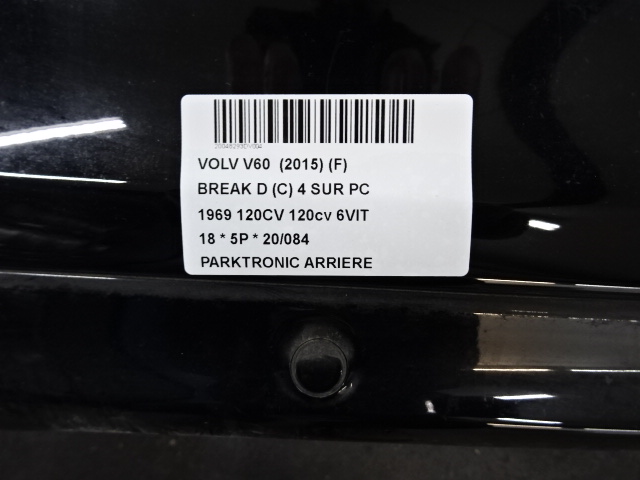 VOLV V60 (2015) (F)
BREAK D (C) 4 SUR PC
1969 120CV 120cv 6VIT
18 * 5P * 20/084
PARKTRONIC ARRIERE